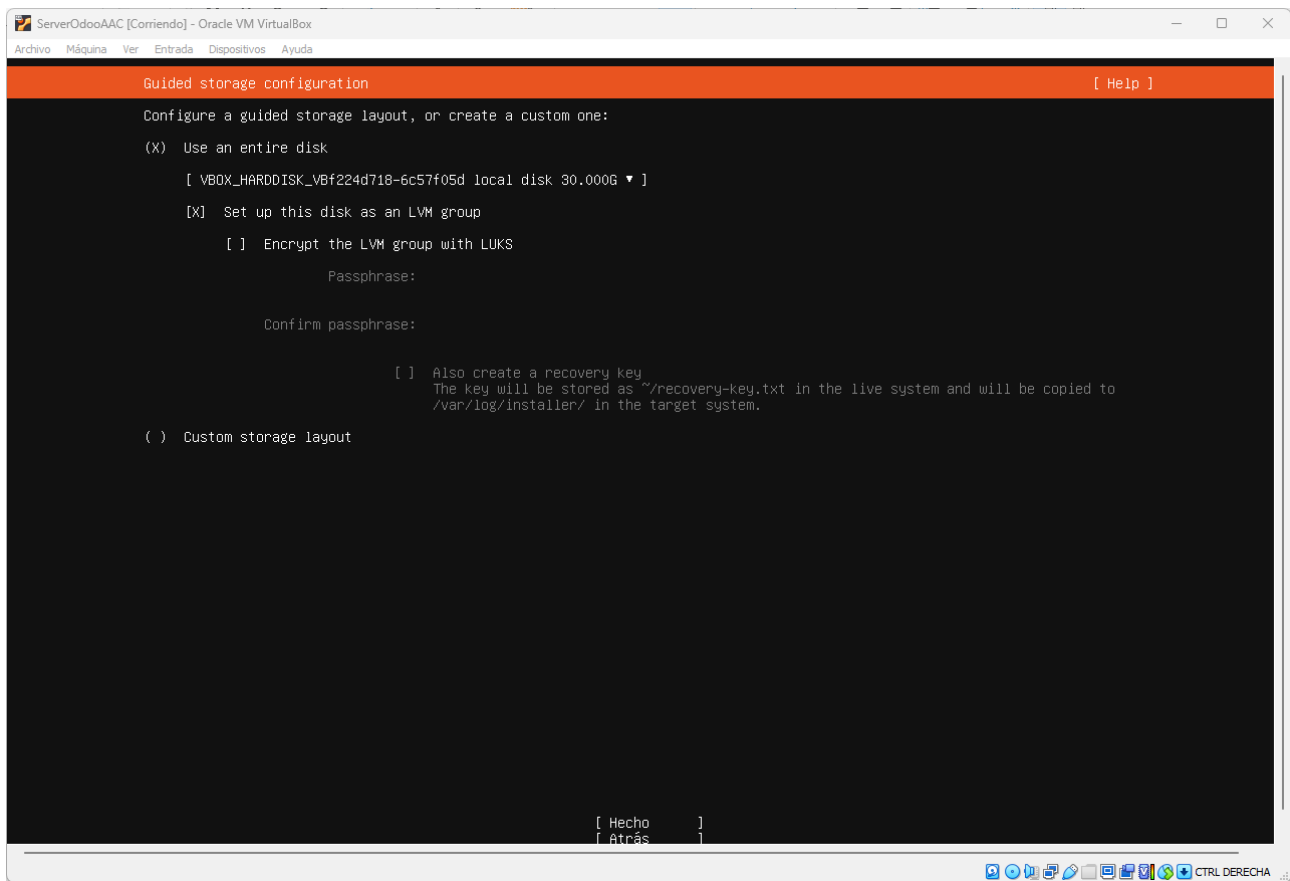 ServerOdooAAC [Corriendo] - Oracle VM VirtualBox
Archivo Máquina Ver Entrada Dispositivos Ayuda
Guided storage configuration [ Help ]
Configure a guided storage layout, or create a custom one:
(X) Use an entire disk
[ VBOX_HARDDISK_VBf224d718-6c57f05d local disk 30.000G ▾ ]
[X] Set up this disk as an LVM group
[ ] Encrypt the LVM group with LUKS
Passphrase:
Confirm passphrase:
[ ] Also create a recovery key
The key will be stored as ~/recovery-key.txt in the live system and will be copied to
/var/log/installer/ in the target system.
( ) Custom storage layout
[ Hecho ]
[ Atrás ]
CTRL DERECHA